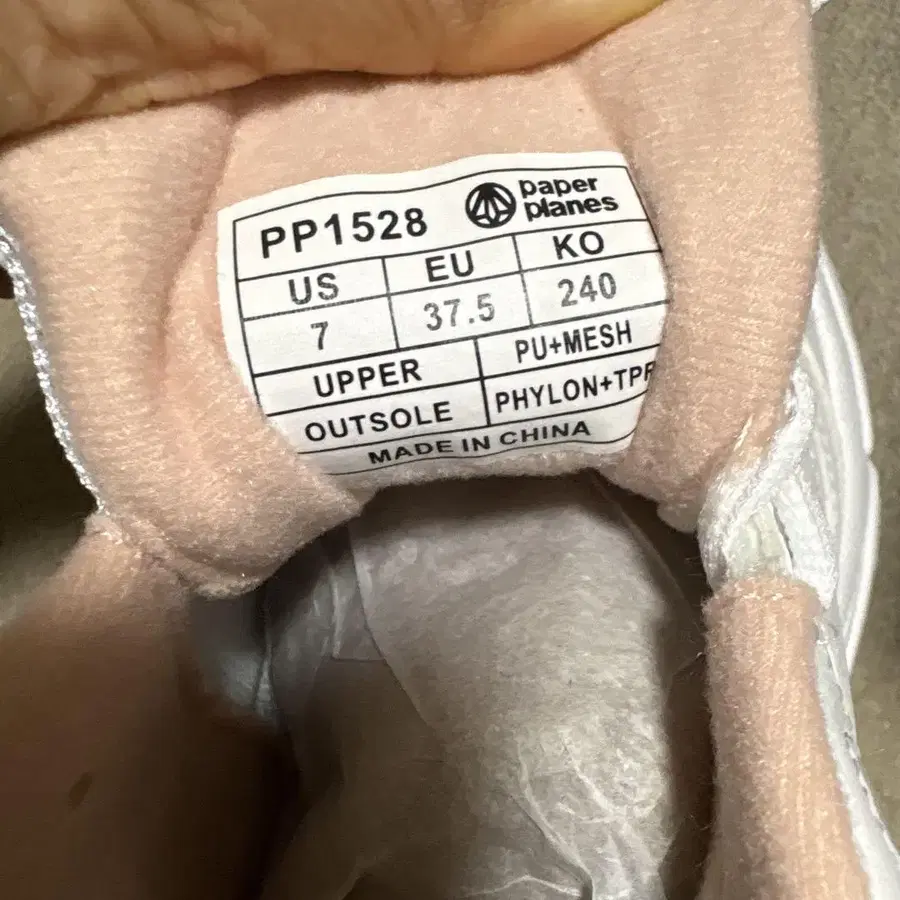 PP1528 paper planes
US EU KO
7 37.5 240
UPPER PU+MESH
OUTSOLE PHYLON+TPR
MADE IN CHINA